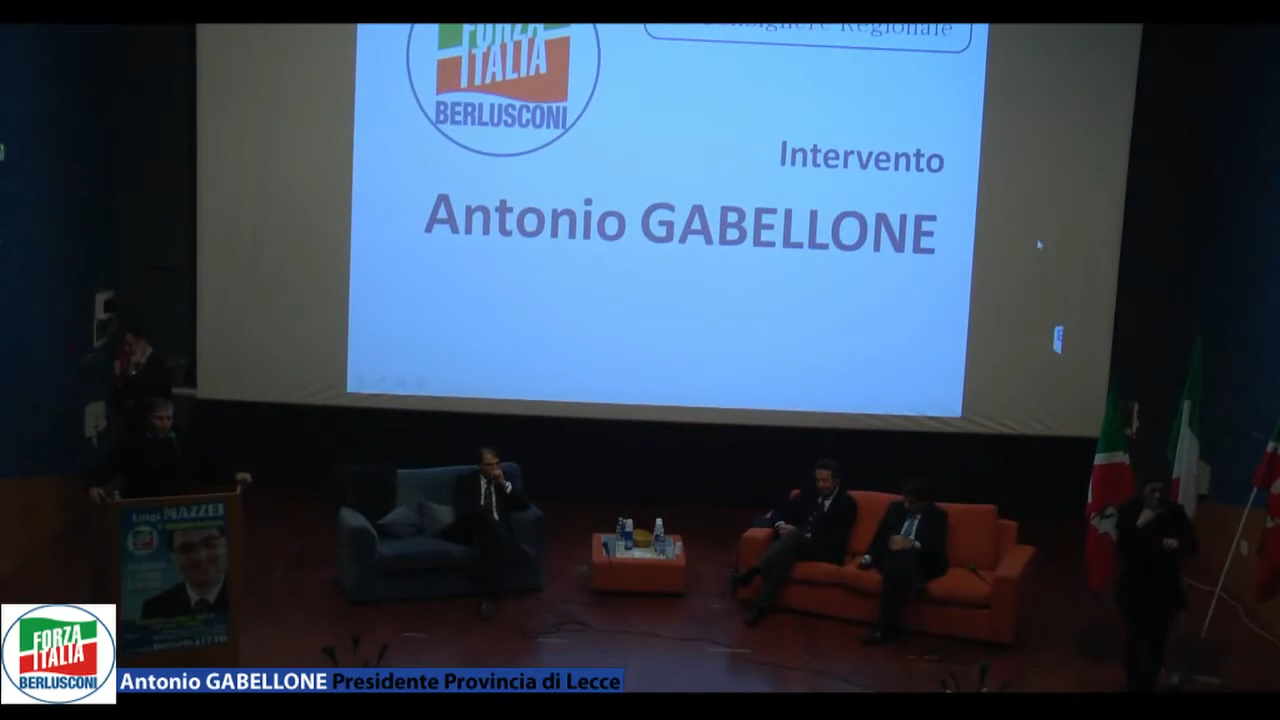 FORZA
ITALIA
BERLUSCONI
Consigliere Regionale
Intervento
Antonio GABELLONE
Luigi MAZZEI
FORZA
ITALIA
BERLUSCONI
Antonio GABELLONE Presidente Provincia di Lecce